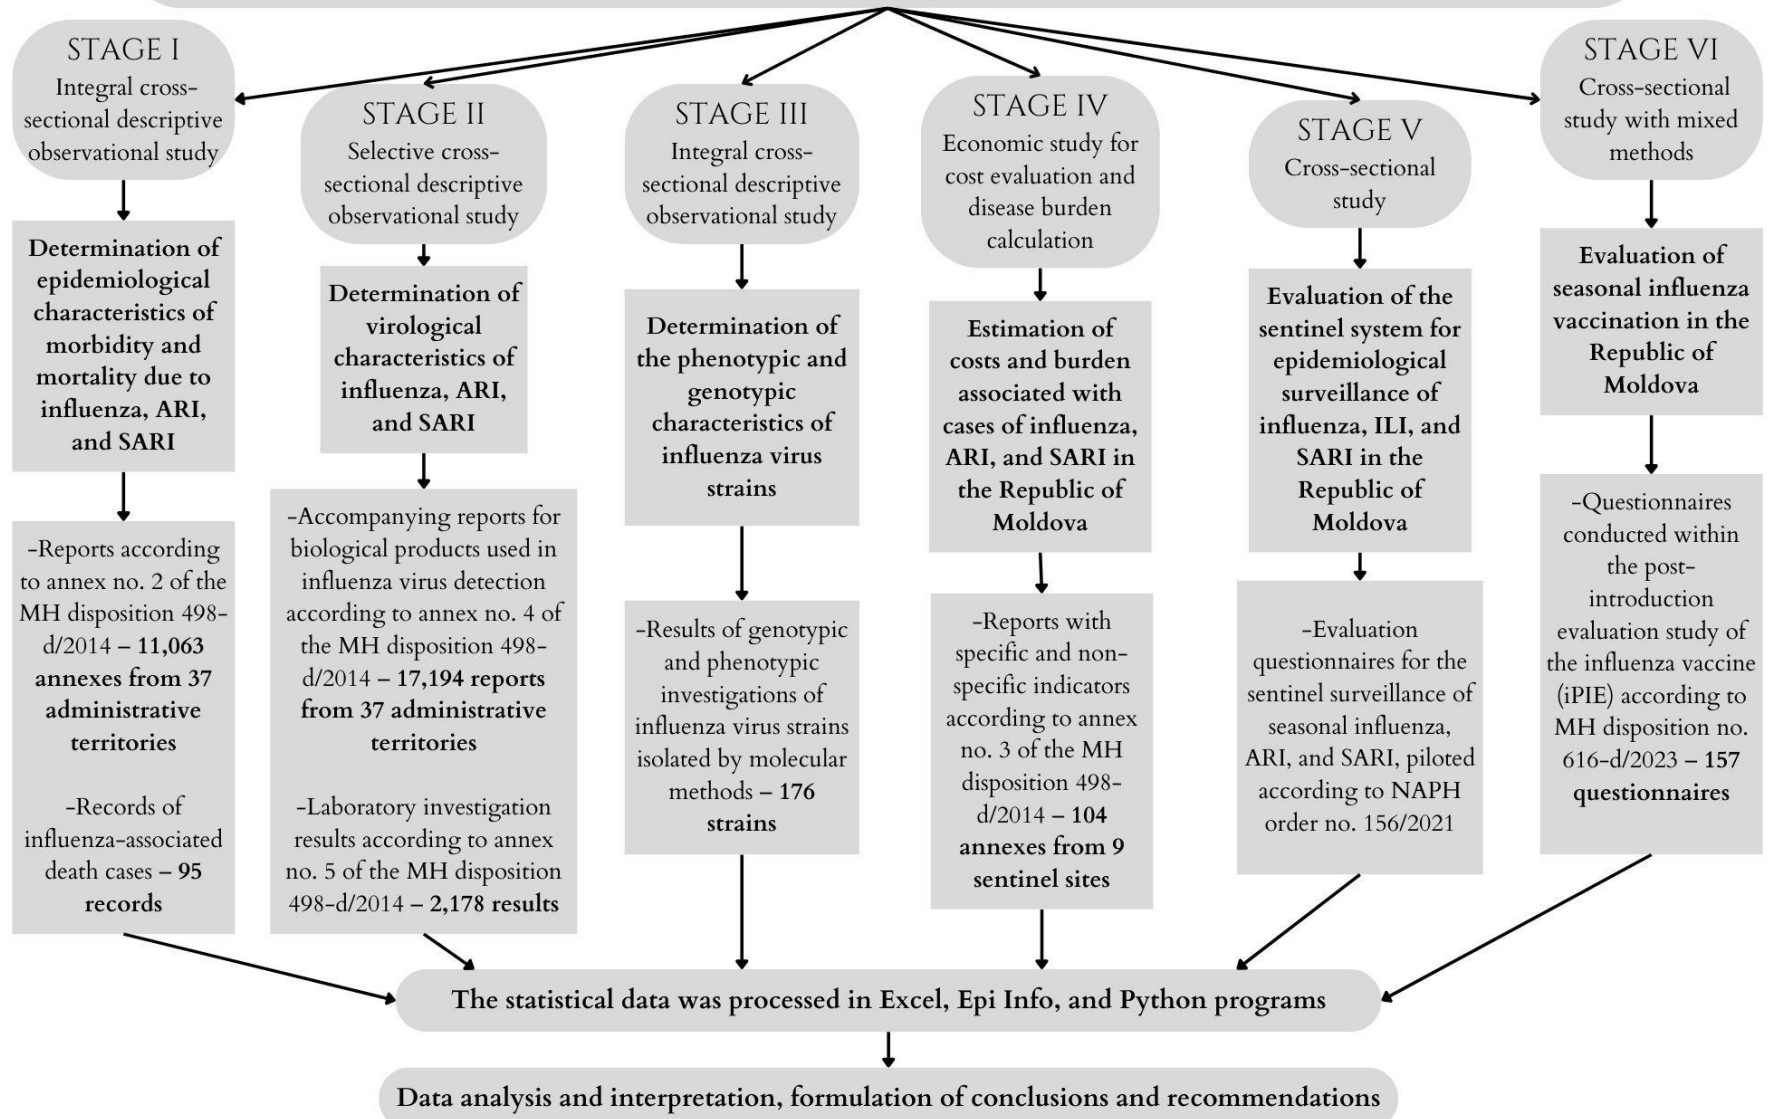 STAGE I
Integral cross-
sectional descriptive
observational study
Determination of
epidemiological
characteristics of
morbidity and
mortality due to
influenza, ARI,
and SARI
-Reports according
to annex no. 2 of the
MH disposition 498-
d/2014 – 11,063
annexes from 37
administrative
territories
-Records of
influenza-associated
death cases – 95
records
STAGE II
Selective cross-
sectional descriptive
observational study
Determination of
virological
characteristics of
influenza, ARI,
and SARI
-Accompanying reports for
biological products used in
influenza virus detection
according to annex no. 4 of
the MH disposition 498-
d/2014 – 17,194 reports
from 37 administrative
territories
-Laboratory investigation
results according to annex
no. 5 of the MH disposition
498-d/2014 – 2,178 results
STAGE III
Integral cross-
sectional descriptive
observational study
Determination of
the phenotypic and
genotypic
characteristics of
influenza virus
strains
-Results of genotypic
and phenotypic
investigations of
influenza virus strains
isolated by molecular
methods – 176
strains
STAGE IV
Economic study for
cost evaluation and
disease burden
calculation
Estimation of
costs and burden
associated with
cases of influenza,
ARI, and SARI in
the Republic of
Moldova
-Reports with
specific and non-
specific indicators
according to annex
no. 3 of the MH
disposition 498-
d/2014 – 104
annexes from 9
sentinel sites
STAGE V
Cross-sectional
study
Evaluation of the
sentinel system for
epidemiological
surveillance of
influenza, ILI, and
SARI in the
Republic of
Moldova
-Evaluation
questionnaires for the
sentinel surveillance of
seasonal influenza,
ARI, and SARI, piloted
according to NAPH
order no. 156/2021
STAGE VI
Cross-sectional
study with mixed
methods
Evaluation of
seasonal influenza
vaccination in the
Republic of
Moldova
-Questionnaires
conducted within
the post-
introduction
evaluation study of
the influenza vaccine
(iPIE) according to
MH disposition no.
616-d/2023 – 157
questionnaires
The statistical data was processed in Excel, Epi Info, and Python programs
Data analysis and interpretation, formulation of conclusions and recommendations